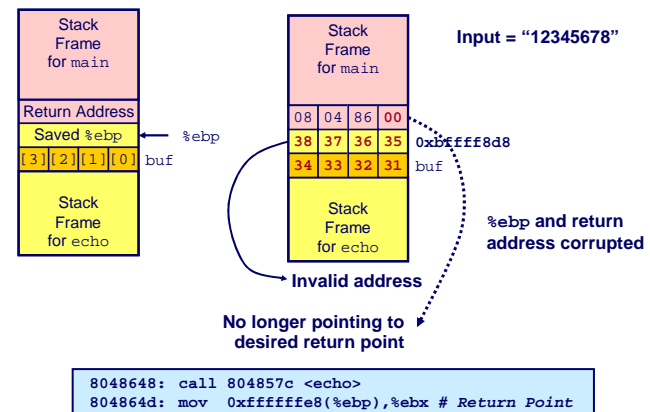 Stack
Frame
for main
Return Address
Saved %ebp
%ebp
[3] [2] [1] [0] buf
Stack
Frame
for echo
Stack
Frame
for main
08 04 86 00
38 37 36 35 0xbffff8d8
34 33 32 31 buf
Stack
Frame
for echo
Input = “12345678”
%ebp and return
address corrupted
Invalid address
No longer pointing to
desired return point
8048648: call 804857c <echo>
804864d: mov 0xffffffe8(%ebp),%ebx # Return Point